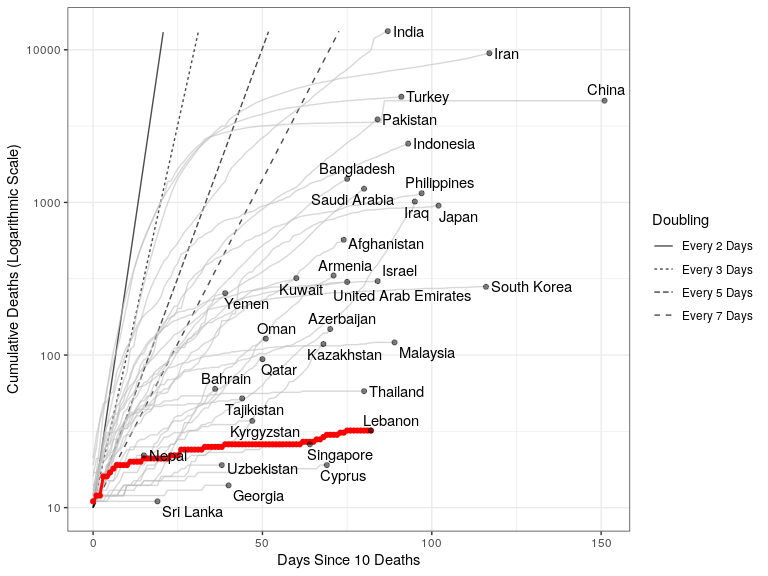 India
Iran
China
Turkey
Pakistan
Indonesia
Bangladesh
Philippines
Saudi Arabia
Iraq
Japan
Afghanistan
Armenia
Israel
Kuwait
United Arab Emirates
South Korea
Yemen
Azerbaijan
Oman
Kazakhstan
Malaysia
Qatar
Bahrain
Thailand
Tajikistan
Lebanon
Kyrgyzstan
Nepal
Singapore
Uzbekistan
Cyprus
Georgia
Sri Lanka
10000
1000
100
10
0
50
100
150
Days Since 10 Deaths
Cumulative Deaths (Logarithmic Scale)
Doubling
Every 2 Days
Every 3 Days
Every 5 Days
Every 7 Days